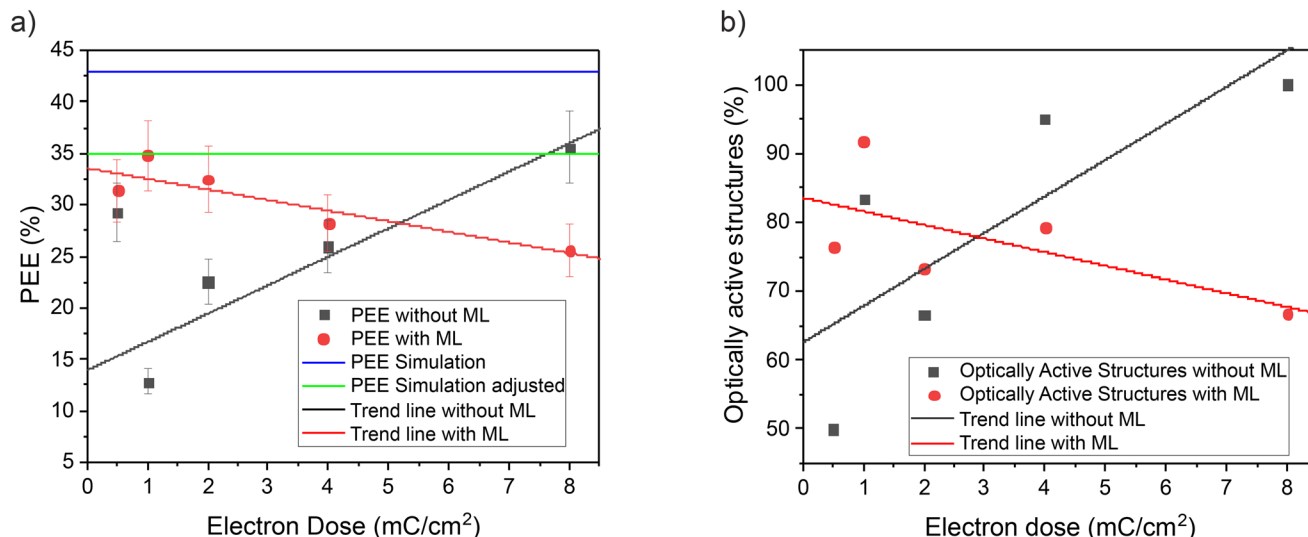 a)
PEE (%)
45
40
35
30
25
20
15
10
5
PEE without ML
PEE with ML
PEE Simulation
PEE Simulation adjusted
Trend line without ML
Trend line with ML
0 1 2 3 4 5 6 7 8
Electron Dose (mC/cm²)
b)
Optically active structures (%)
100
90
80
70
60
50
Optically Active Structures without ML
Optically Active Structures with ML
Trend line without ML
Trend line with ML
0 2 4 6 8
Electron dose (mC/cm²)